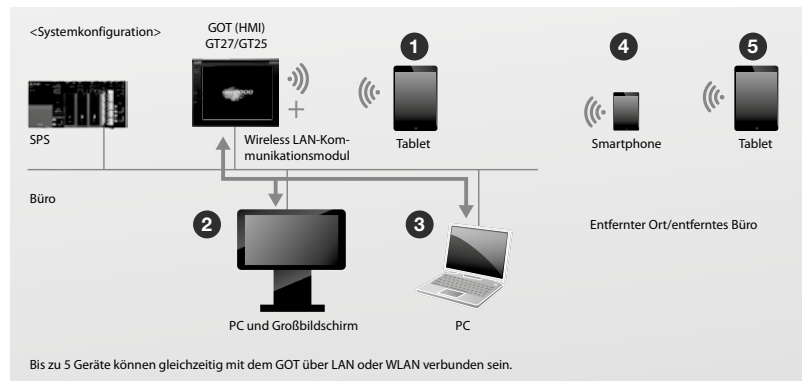 <Systemkonfiguration>
GOT (HMI)
GT27/GT25
1
4
5
+
SPS
Wireless LAN-Kom-
munikationsmodul
Tablet
Smartphone
Tablet
Büro
2
3
Entfernter Ort/entferntes Büro
PC und Großbildschirm
PC
Bis zu 5 Geräte können gleichzeitig mit dem GOT über LAN oder WLAN verbunden sein.